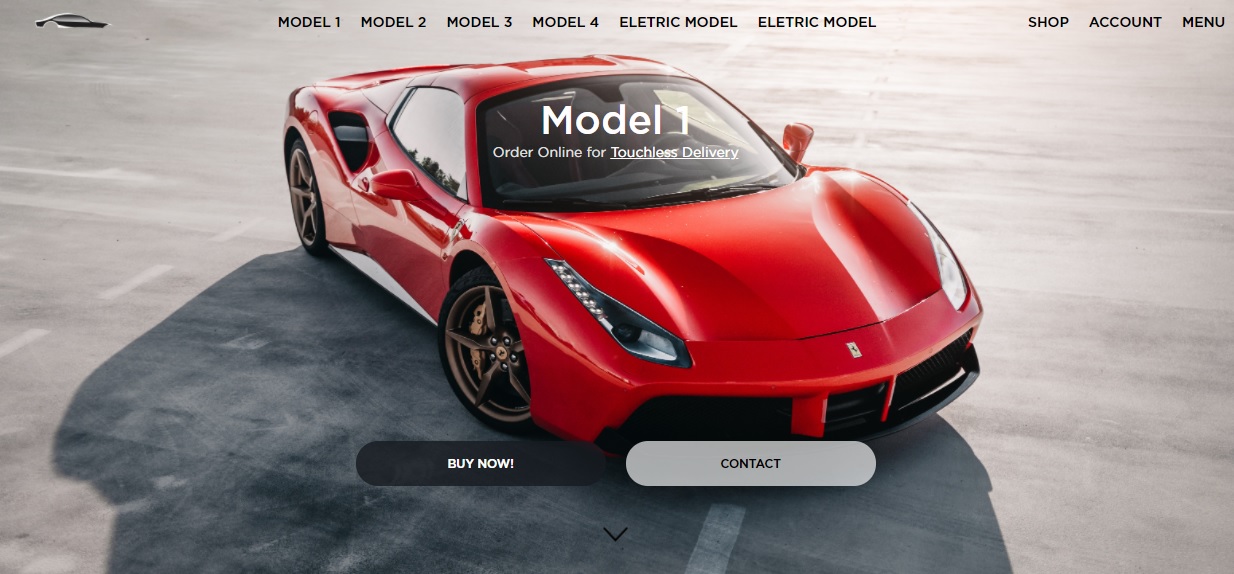 MODEL 1 MODEL 2 MODEL 3 MODEL 4 ELETRIC MODEL ELETRIC MODEL SHOP ACCOUNT MENU
Model 1
Order Online for Touchless Delivery
BUY NOW! CONTACT